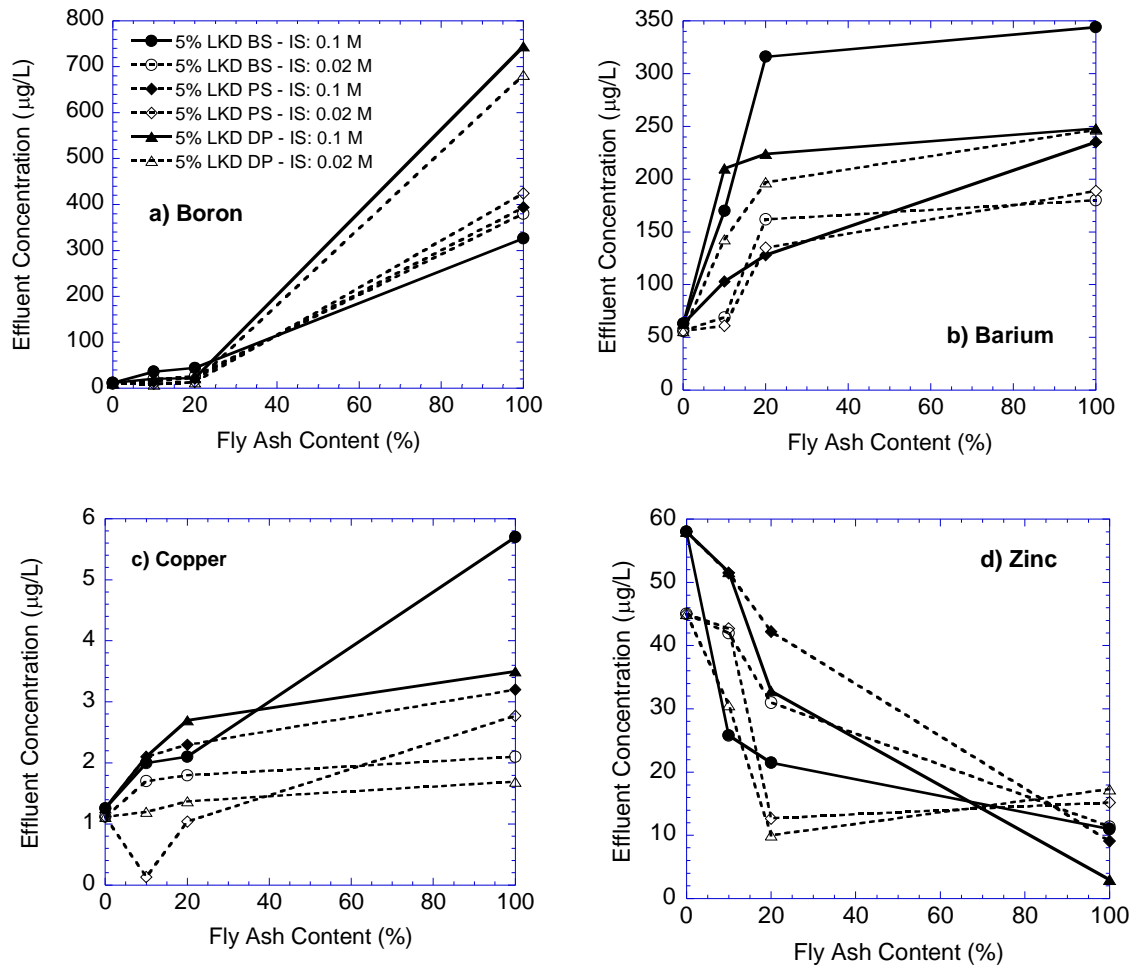 800
700
600
500
400
300
200
100
0
Effluent Concentration (µg/L)
5% LKD BS - IS: 0.1 M
5% LKD BS - IS: 0.02 M
5% LKD PS - IS: 0.1 M
5% LKD PS - IS: 0.02 M
5% LKD DP - IS: 0.1 M
5% LKD DP - IS: 0.02 M
a) Boron
0 20 40 60 80 100
Fly Ash Content (%)
350
300
250
200
150
100
50
0
Effluent Concentration (µg/L)
b) Barium
0 20 40 60 80 100
Fly Ash Content (%)
6
5
4
3
2
1
0
Effluent Concentration (µg/L)
c) Copper
0 20 40 60 80 100
Fly Ash Content (%)
60
50
40
30
20
10
0
Effluent Concentration (µg/L)
d) Zinc
0 20 40 60 80 100
Fly Ash Content (%)